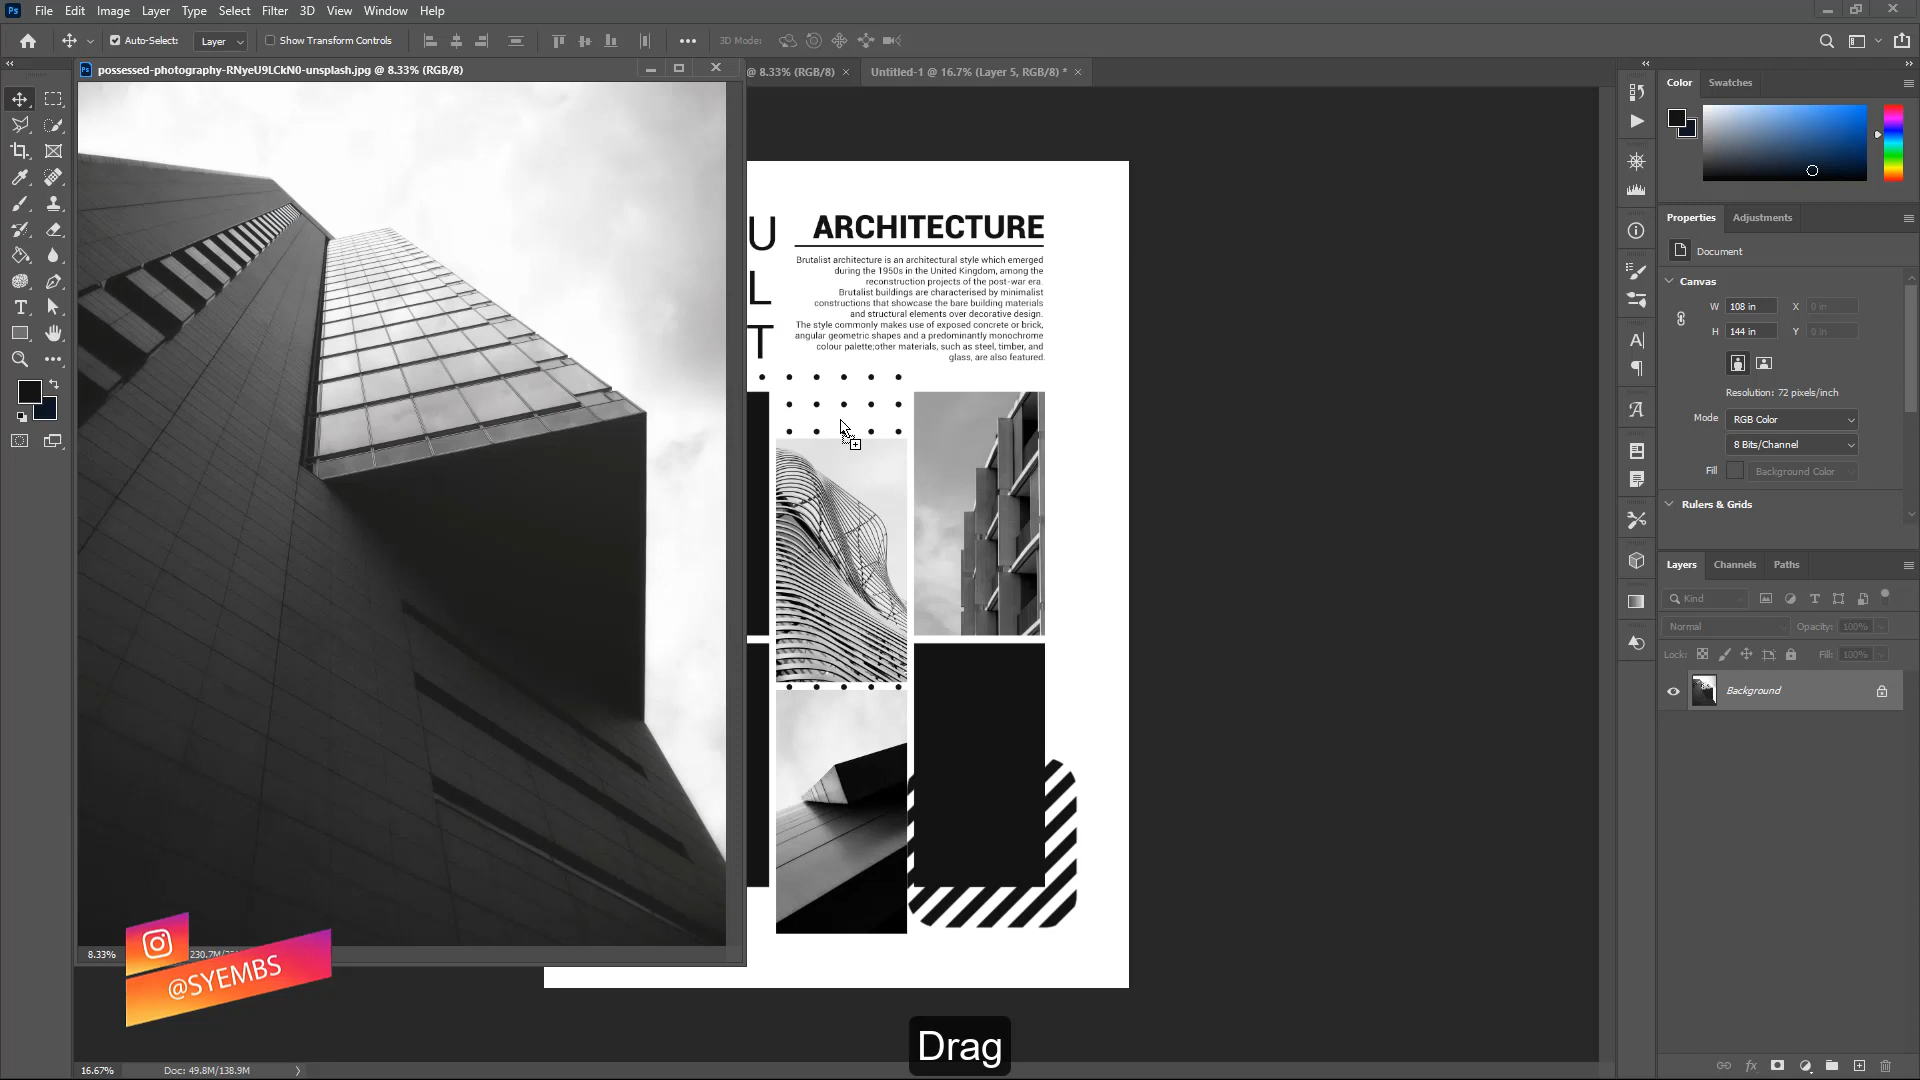 Ps File Edit Image Layer Type Select Filter 3D View Window Help
Auto-Select: Layer Show Transform Controls 3D Mode:
possessed-photography-RNyeU9LCkN0-unsplash.jpg @ 8.33% (RGB/8)
@ 8.33% (RGB/8) × Untitled-1 @ 16.7% (Layer 5, RGB/8) * ×
U
L
T
ARCHITECTURE
Brutalist architecture is an architectural style which emerged
during the 1950s in the United Kingdom, among the
reconstruction projects of the post-war era.
Brutalist buildings are characterised by minimalist
constructions that showcase the bare building materials
and structural elements over decorative design.
The style commonly makes use of exposed concrete or brick,
angular geometric shapes and a predominantly monochrome
colour palette;other materials, such as steel, timber, and
glass, are also featured.
Color Swatches
Properties Adjustments
Document
Canvas
W 108 in X 0 in
H 144 in Y 0 in
Resolution: 72 pixels/inch
Mode RGB Color
8 Bits/Channel
Fill Background Color
Rulers & Grids
Layers Channels Paths
Kind
Normal Opacity: 100%
Lock: Fill: 100%
Background
8.33%
@SYEMBS
Drag
16.67% Doc: 49.8M/138.9M